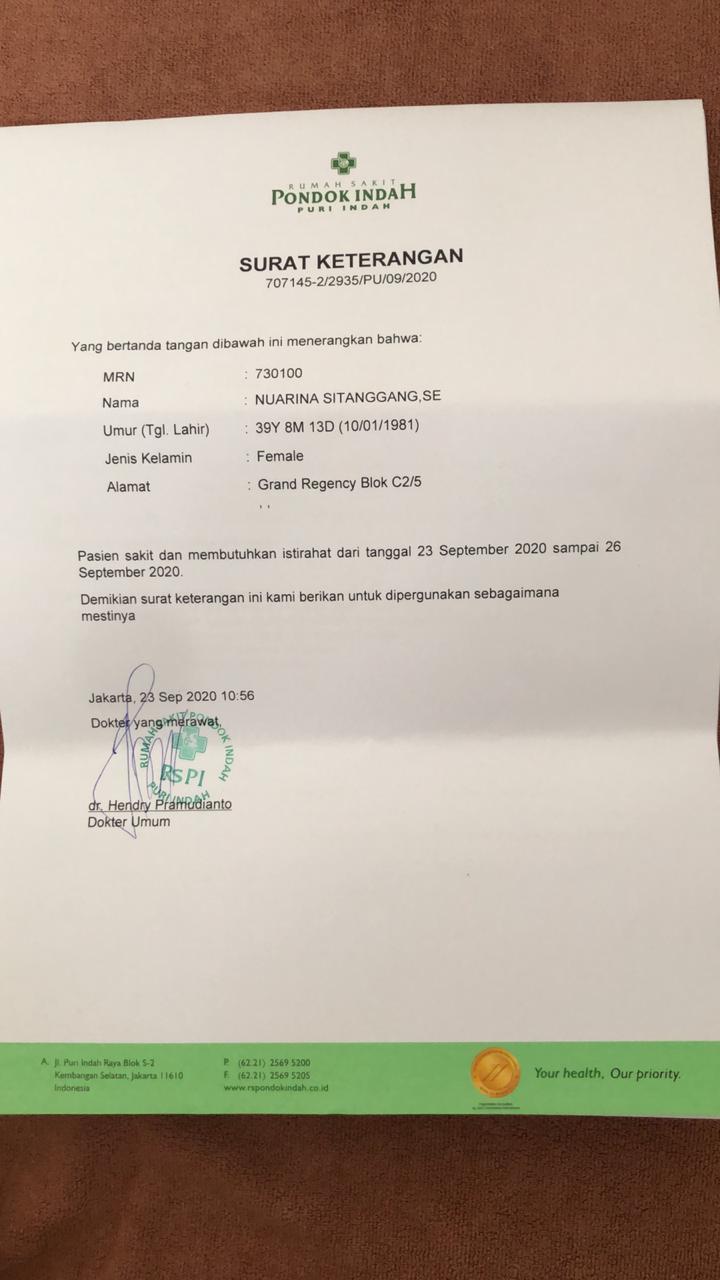 RUMAH SAKIT
PONDOK INDAH
PURI INDAH
SURAT KETERANGAN
707145-2/2935/PU/09/2020
Yang bertanda tangan dibawah ini menerangkan bahwa:
MRN : 730100
Nama : NUARINA SITANGGANG,SE
Umur (Tgl. Lahir) : 39Y 8M 13D (10/01/1981)
Jenis Kelamin : Female
Alamat : Grand Regency Blok C2/5
, ,
Pasien sakit dan membutuhkan istirahat dari tanggal 23 September 2020 sampai 26
September 2020.
Demikian surat keterangan ini kami berikan untuk dipergunakan sebagaimana
mestinya
Jakarta, 23 Sep 2020 10:56
Dokter yang merawat,
RUMAH SAKIT PONDOK INDAH
RSPI
PURI INDAH
dr. Hendry Pramudianto
Dokter Umum
A. Jl. Puri Indah Raya Blok S-2
Kembangan Selatan, Jakarta 11610
Indonesia
P. (62.21) 2569 5200
F. (62.21) 2569 5205
www.rspondokindah.co.id
Your health, Our priority.